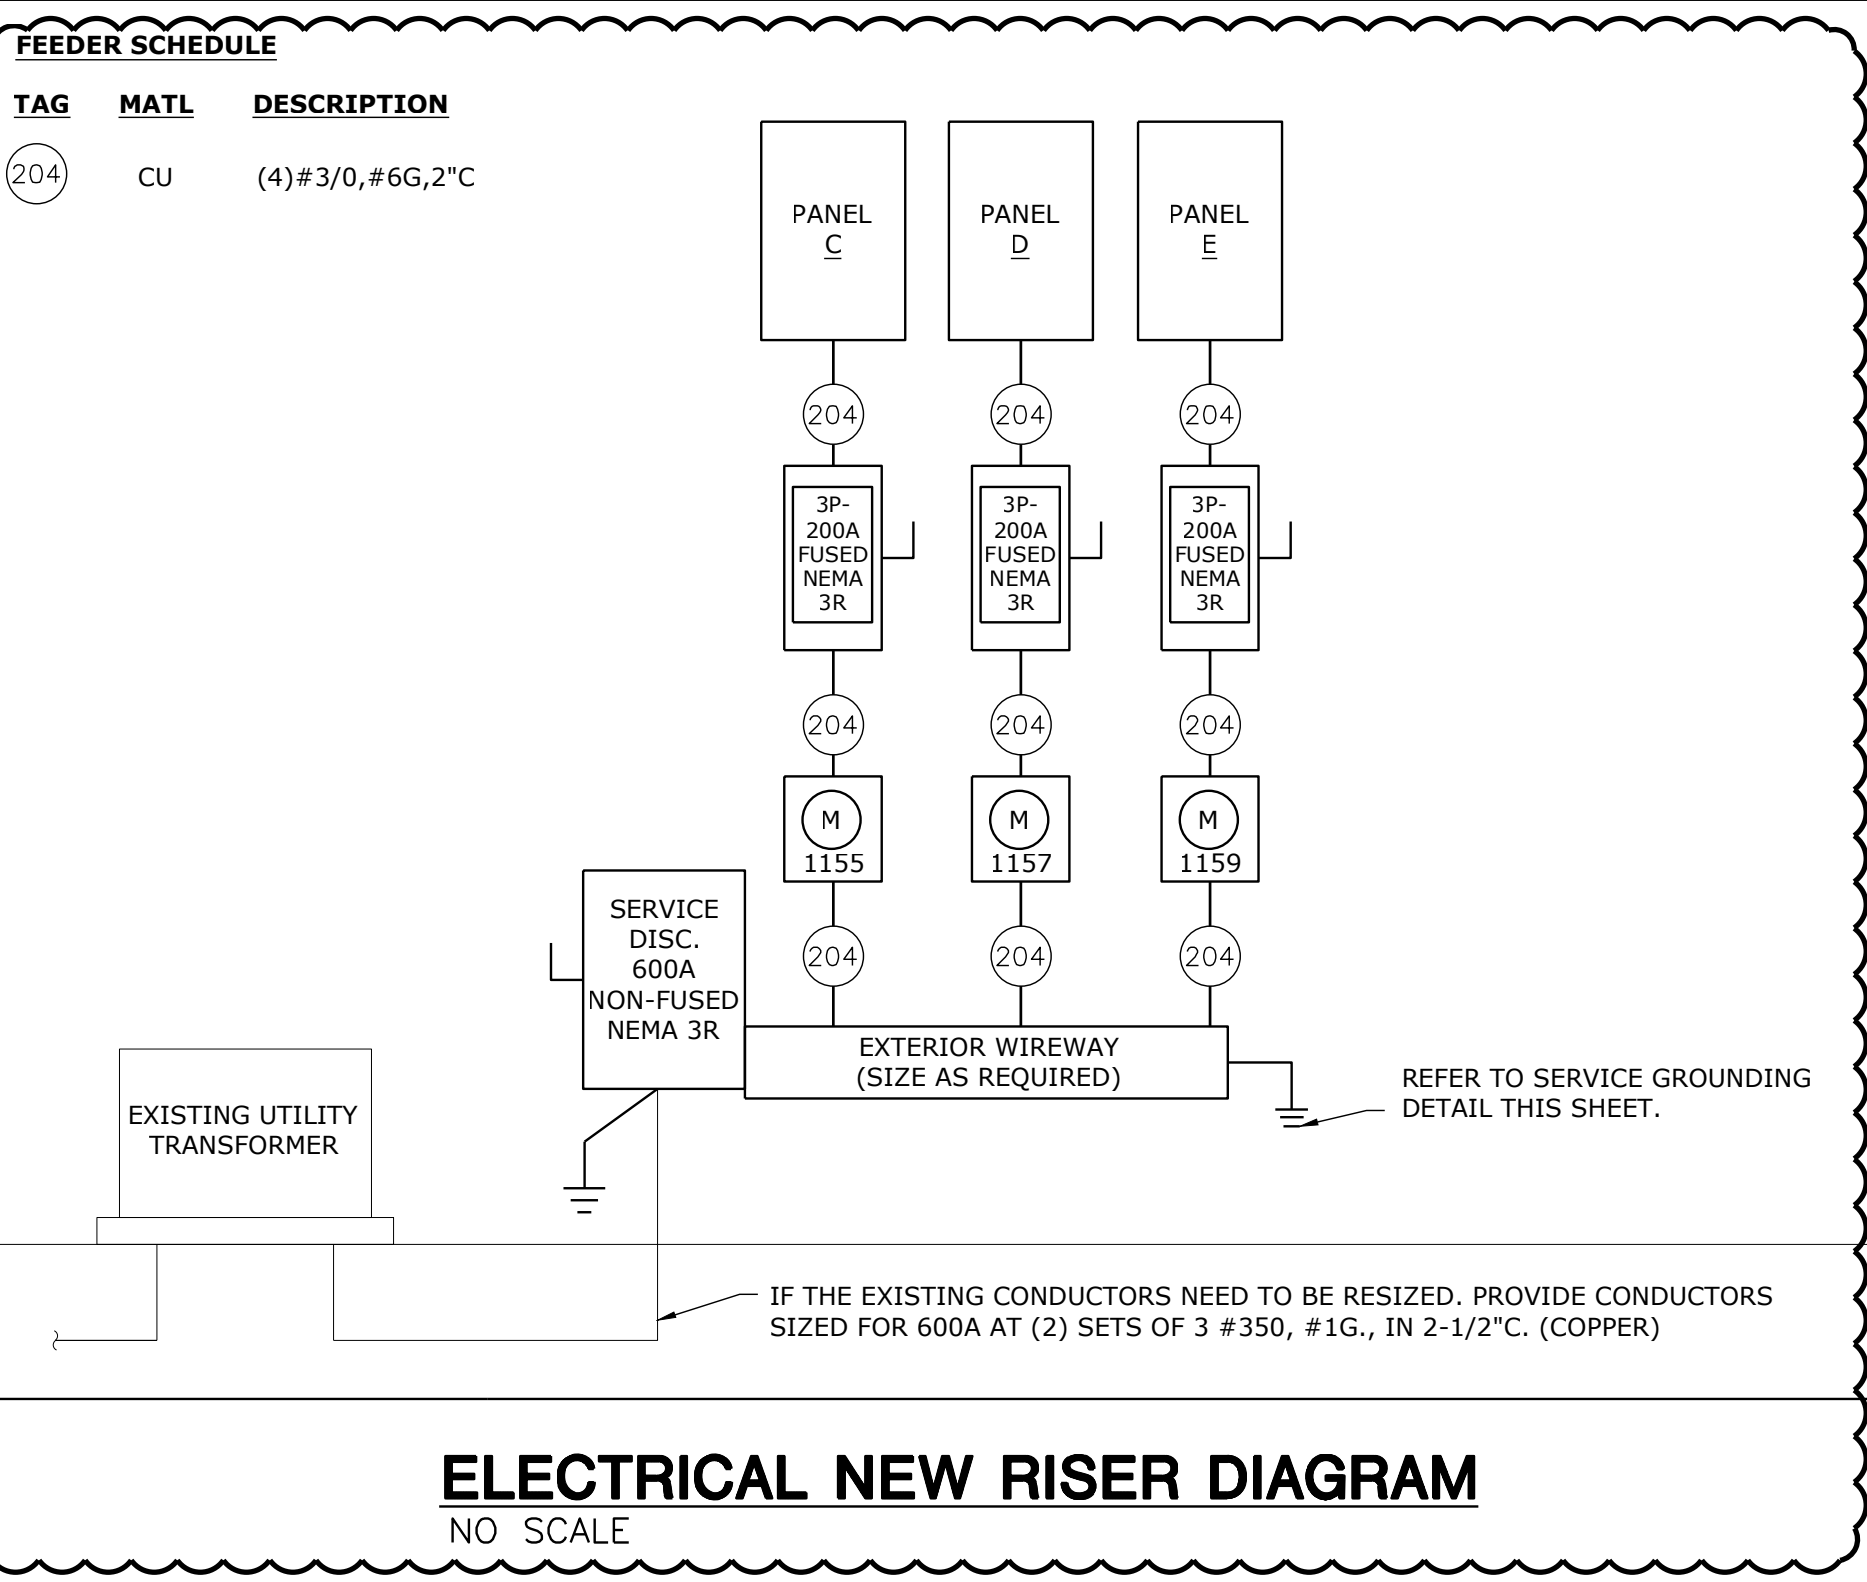 FEEDER SCHEDULE
TAG MATL DESCRIPTION
204 CU (4)#3/0,#6G,2"C
PANEL
C
PANEL
D
PANEL
E
204 204 204
3P-
200A
FUSED
NEMA
3R
3P-
200A
FUSED
NEMA
3R
3P-
200A
FUSED
NEMA
3R
204 204 204
M
1155
M
1157
M
1159
SERVICE
DISC.
600A
NON-FUSED
NEMA 3R
204 204 204
EXTERIOR WIREWAY
(SIZE AS REQUIRED)
REFER TO SERVICE GROUNDING
DETAIL THIS SHEET.
EXISTING UTILITY
TRANSFORMER
IF THE EXISTING CONDUCTORS NEED TO BE RESIZED. PROVIDE CONDUCTORS
SIZED FOR 600A AT (2) SETS OF 3 #350, #1G., IN 2-1/2"C. (COPPER)
ELECTRICAL NEW RISER DIAGRAM
NO SCALE